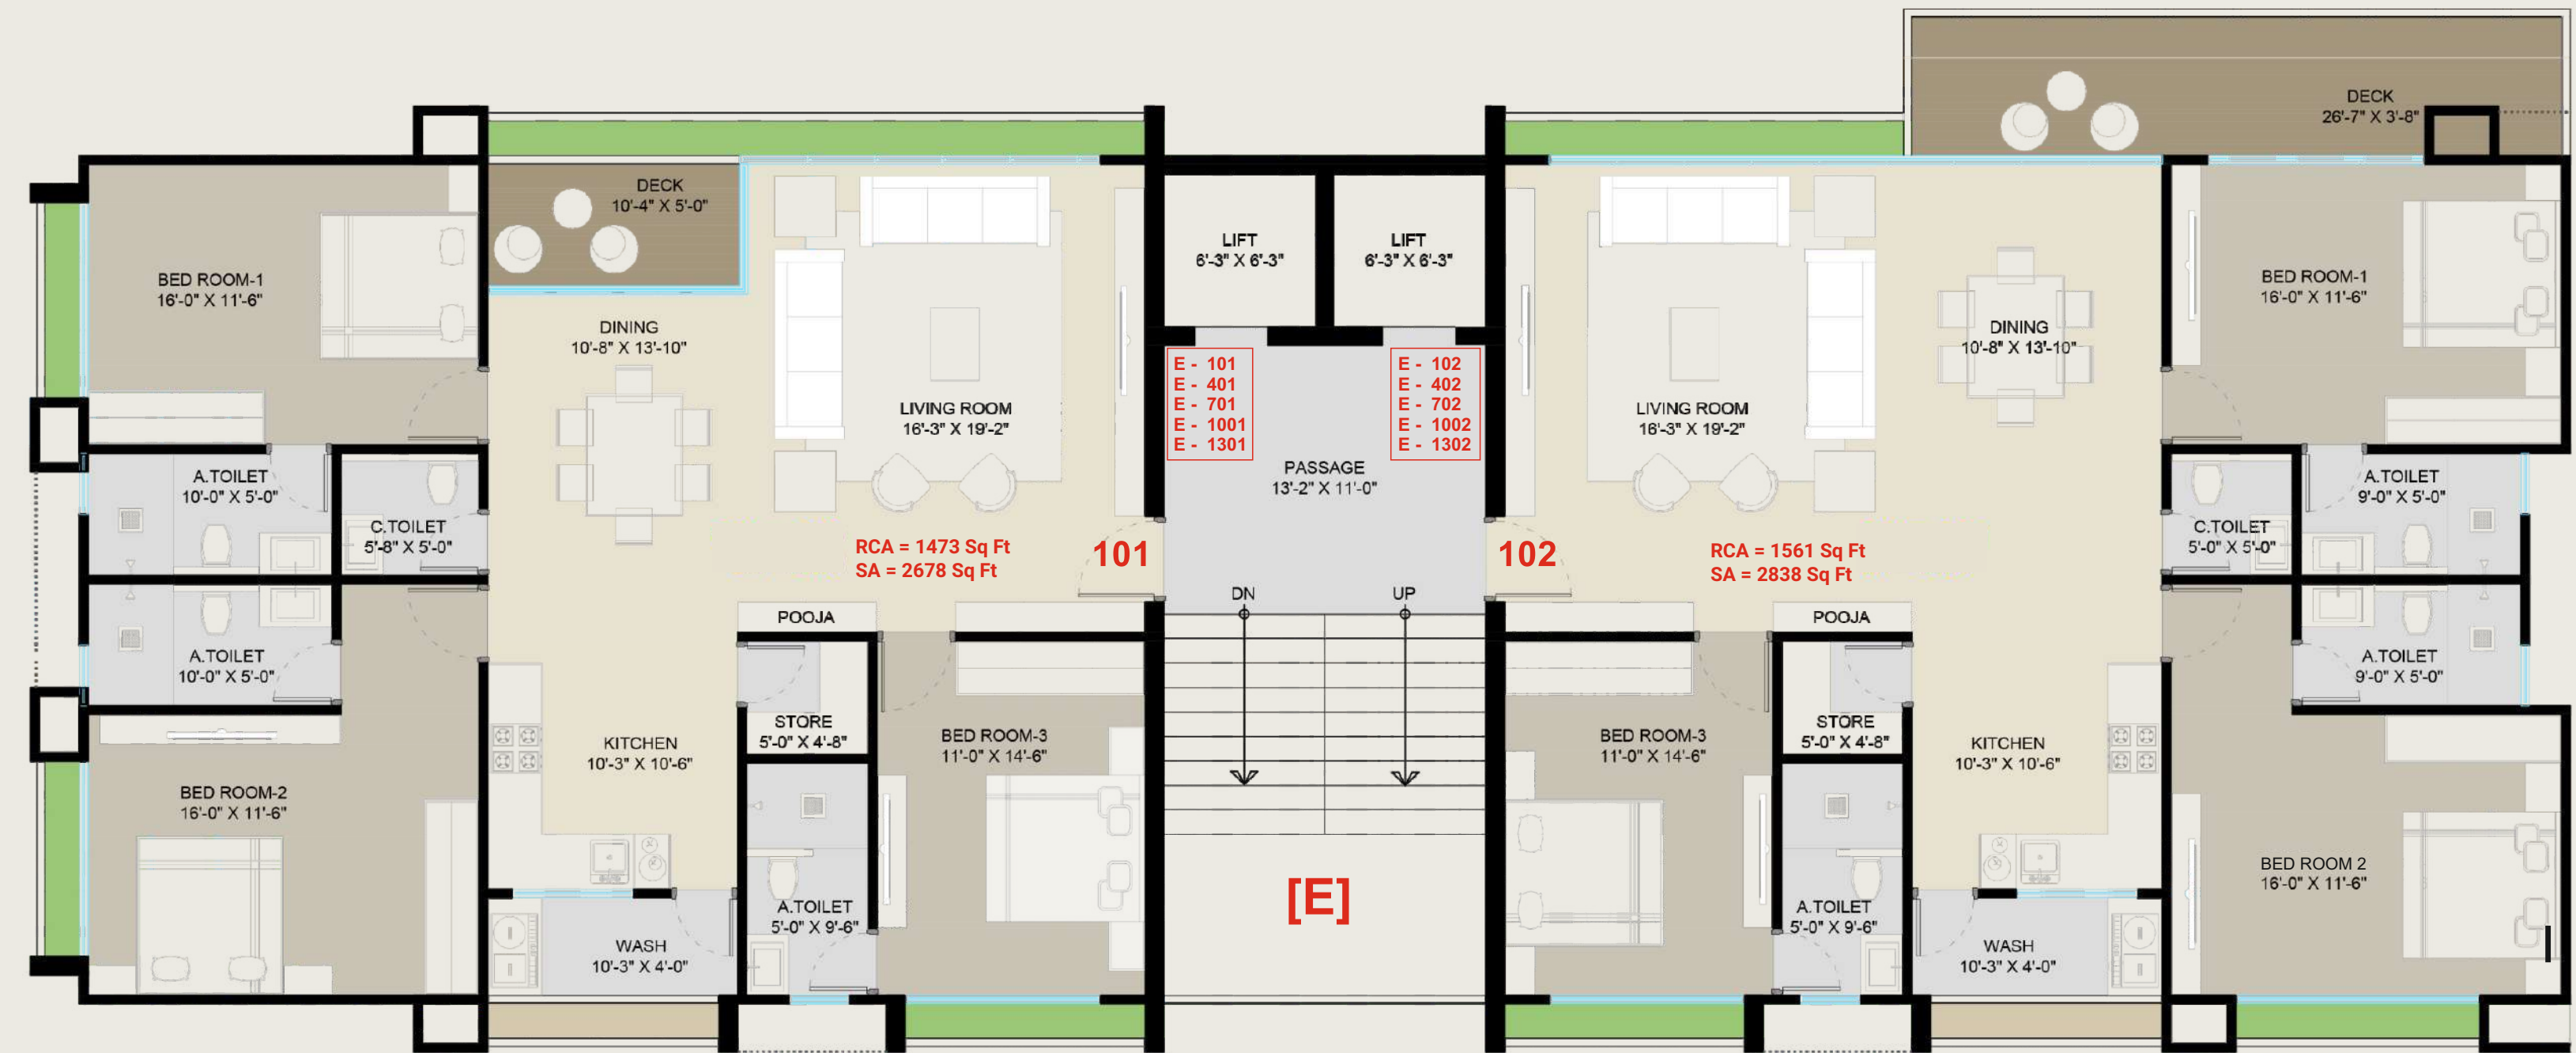 DECK
26'-7" X 3'-8"
DECK
10'-4" X 5'-0"
BED ROOM-1
16'-0" X 11'-6"
DINING
10'-8" X 13'-10"
LIVING ROOM
16'-3" X 19'-2"
A.TOILET
10'-0" X 5'-0"
C.TOILET
5'-8" X 5'-0"
A.TOILET
10'-0" X 5'-0"
BED ROOM-2
16'-0" X 11'-6"
KITCHEN
10'-3" X 10'-6"
WASH
10'-3" X 4'-0"
POOJA
STORE
5'-0" X 4'-8"
A.TOILET
5'-0" X 9'-6"
BED ROOM-3
11'-0" X 14'-6"
RCA = 1473 Sq Ft
SA = 2678 Sq Ft
101
LIFT
6'-3" X 6'-3"
LIFT
6'-3" X 6'-3"
E - 101
E - 401
E - 701
E - 1001
E - 1301
E - 102
E - 402
E - 702
E - 1002
E - 1302
PASSAGE
13'-2" X 11'-0"
DN
UP
[E]
102
RCA = 1561 Sq Ft
SA = 2838 Sq Ft
LIVING ROOM
16'-3" X 19'-2"
DINING
10'-8" X 13'-10"
BED ROOM-1
16'-0" X 11'-6"
A.TOILET
9'-0" X 5'-0"
C.TOILET
5'-0" X 5'-0"
A.TOILET
9'-0" X 5'-0"
POOJA
STORE
5'-0" X 4'-8"
BED ROOM-3
11'-0" X 14'-6"
KITCHEN
10'-3" X 10'-6"
A.TOILET
5'-0" X 9'-6"
WASH
10'-3" X 4'-0"
BED ROOM 2
16'-0" X 11'-6"